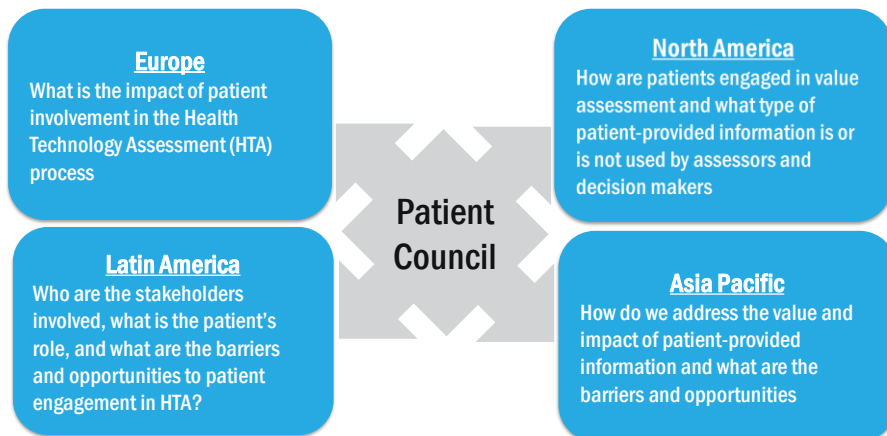 Europe
What is the impact of patient
involvement in the Health
Technology Assessment (HTA)
process
North America
How are patients engaged in value
assessment and what type of
patient-provided information is or
is not used by assessors and
decision makers
Patient
Council
Latin America
Who are the stakeholders
involved, what is the patient’s
role, and what are the barriers
and opportunities to patient
engagement in HTA?
Asia Pacific
How do we address the value and
impact of patient-provided
information and what are the
barriers and opportunities